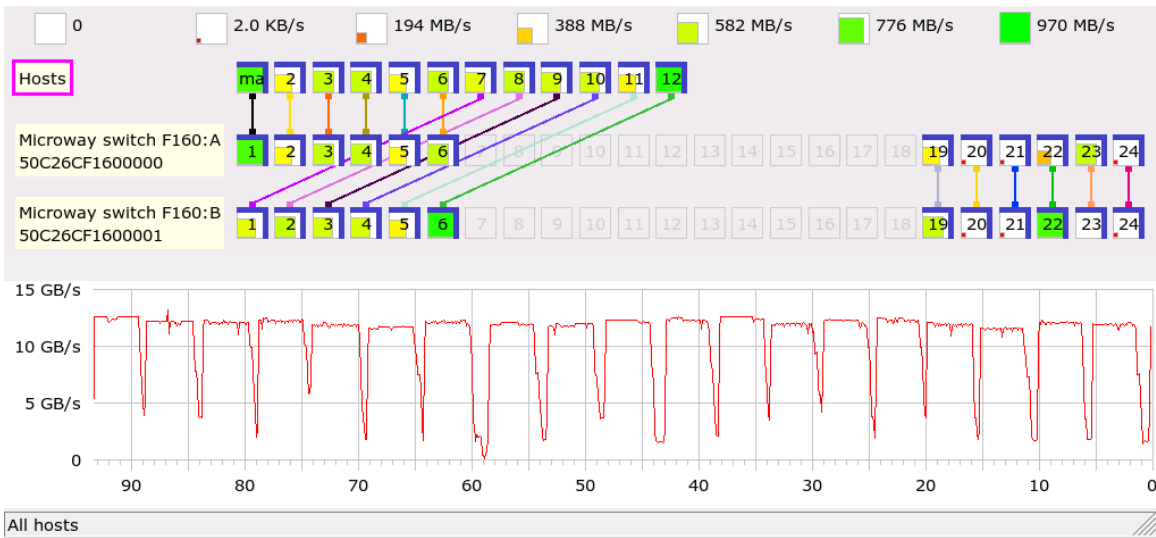 0 2.0 KB/s 194 MB/s 388 MB/s 582 MB/s 776 MB/s 970 MB/s
Hosts ma 2 3 4 5 6 7 8 9 10 11 12
Microway switch F160:A
50C26CF1600000
1 2 3 4 5 6 7 8 9 10 11 12 13 14 15 16 17 18 19 20 21 22 23 24
Microway switch F160:B
50C26CF1600001
1 2 3 4 5 6 7 8 9 10 11 12 13 14 15 16 17 18 19 20 21 22 23 24
15 GB/s
10 GB/s
5 GB/s
0
90 80 70 60 50 40 30 20 10 0
All hosts